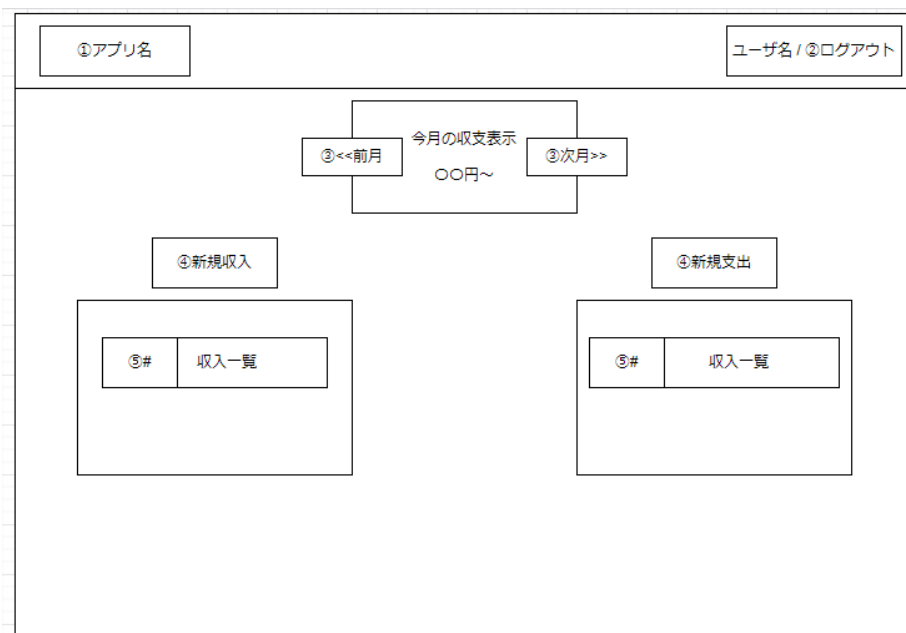 ①アプリ名
ユーザ名 / ②ログアウト
今月の収支表示
③<<前月
③次月>>
〇〇円～
④新規収入
④新規支出
⑤#
収入一覧
⑤#
収入一覧